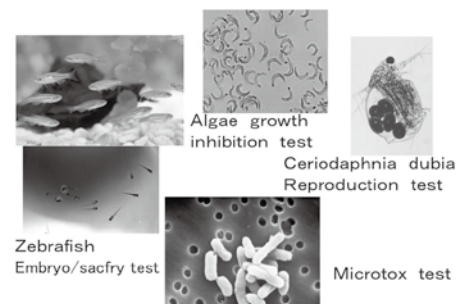 Algae growth
inhibition test
Ceriodaphnia dubia
Reproduction test
Zebrafish
Embryo/sacfry test
Microtox test